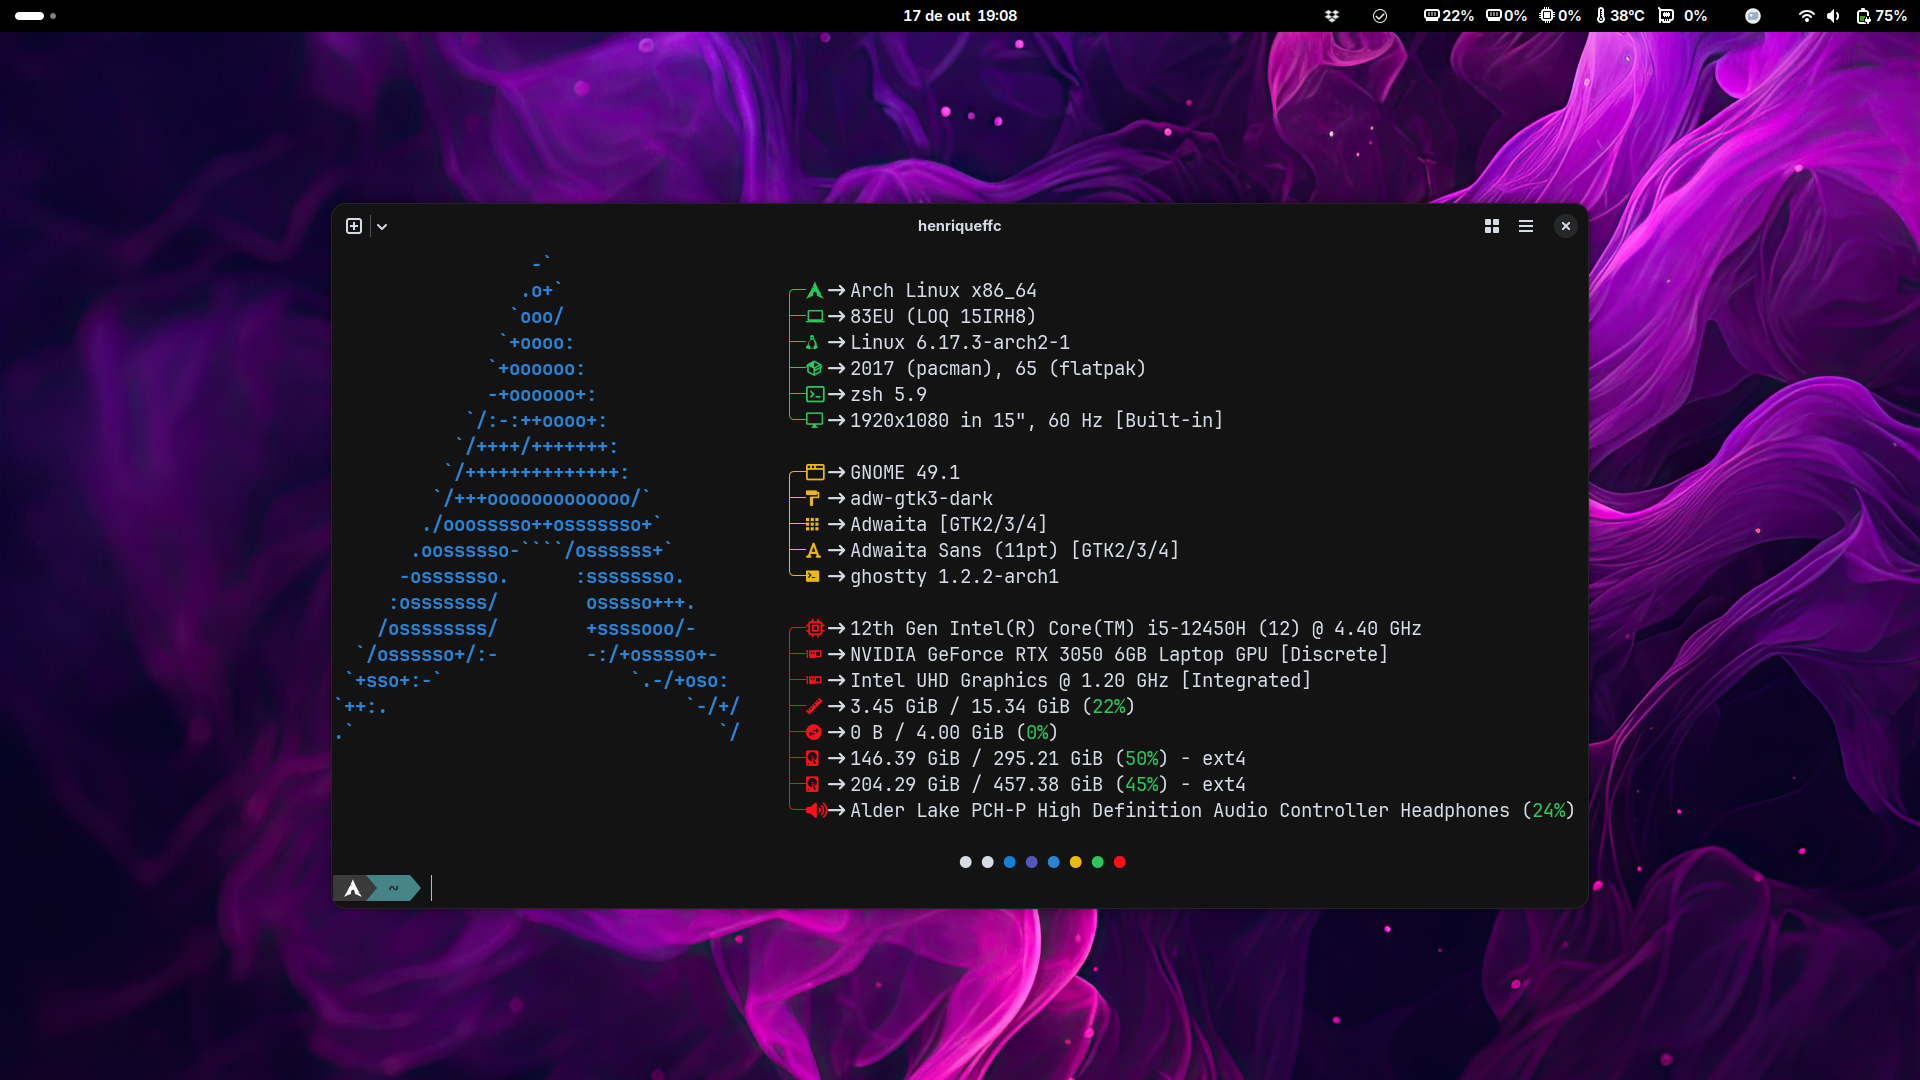 17 de out 19:08
22% 0% 0% 38°C 0% 75%
henriqueffc
-`
.o+`
`ooo/
`+oooo:
`+oooooo:
-+oooooo+:
`/:-:++oooo+:
`/++++/+++++++:
`/++++++++++++++:
`/+++ooooooooooooo/`
./ooosssso++osssssso+`
.oossssso-````/ossssss+`
-osssssso.      :ssssssso.
:osssssss/        osssso+++.
/ossssssss/        +ssssooo/-
`/ossssso+/:-        -:/+osssso+-
`+sso+:-`                 `.-/+oso:
`++:.                           `-/+/
.`                                 `/
Arch Linux x86_64
83EU (LOQ 15IRH8)
Linux 6.17.3-arch2-1
2017 (pacman), 65 (flatpak)
zsh 5.9
1920x1080 in 15", 60 Hz [Built-in]
GNOME 49.1
adw-gtk3-dark
Adwaita [GTK2/3/4]
Adwaita Sans (11pt) [GTK2/3/4]
ghostty 1.2.2-arch1
12th Gen Intel(R) Core(TM) i5-12450H (12) @ 4.40 GHz
NVIDIA GeForce RTX 3050 6GB Laptop GPU [Discrete]
Intel UHD Graphics @ 1.20 GHz [Integrated]
3.45 GiB / 15.34 GiB (22%)
0 B / 4.00 GiB (0%)
146.39 GiB / 295.21 GiB (50%) - ext4
204.29 GiB / 457.38 GiB (45%) - ext4
Alder Lake PCH-P High Definition Audio Controller Headphones (24%)
~